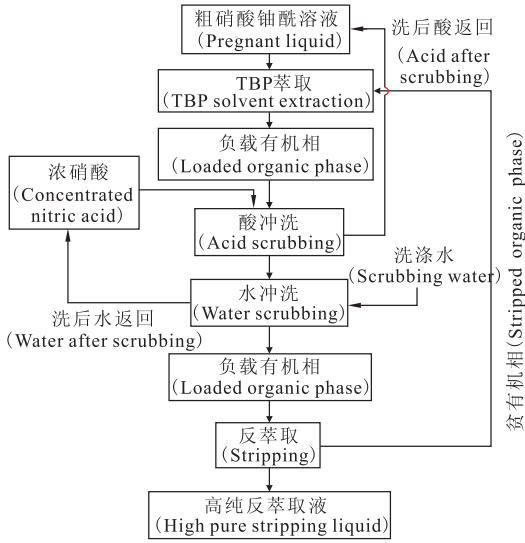 粗硝酸铀酰溶液
(Pregnant liquid)
洗后酸返回
(Acid after
scrubbing)
TBP萃取
(TBP solvent extraction)
负载有机相
(Loaded organic phase)
浓硝酸
(Concentrated
nitric acid)
酸冲洗
(Acid scrubbing)
洗涤水
(Scrubbing water)
水冲洗
(Water scrubbing)
洗后水返回
(Water after scrubbing)
负载有机相
(Loaded organic phase)
贫有机相(Stripped organic phase)
反萃取
(Stripping)
高纯反萃取液
(High pure stripping liquid)